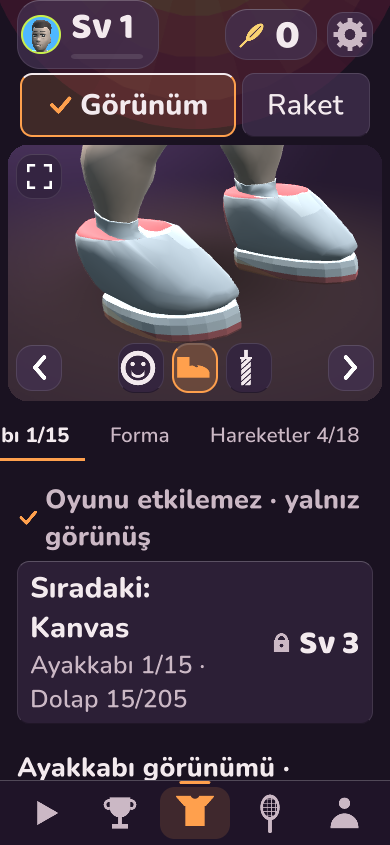 Sv 1
0
Görünüm
Raket
bı 1/15
Forma
Hareketler 4/18
Oyunu etkilemez · yalnız
görünüş
Sıradaki:
Kanvas
Sv 3
Ayakkabı 1/15 ·
Dolap 15/205
Ayakkabı görünümü ·